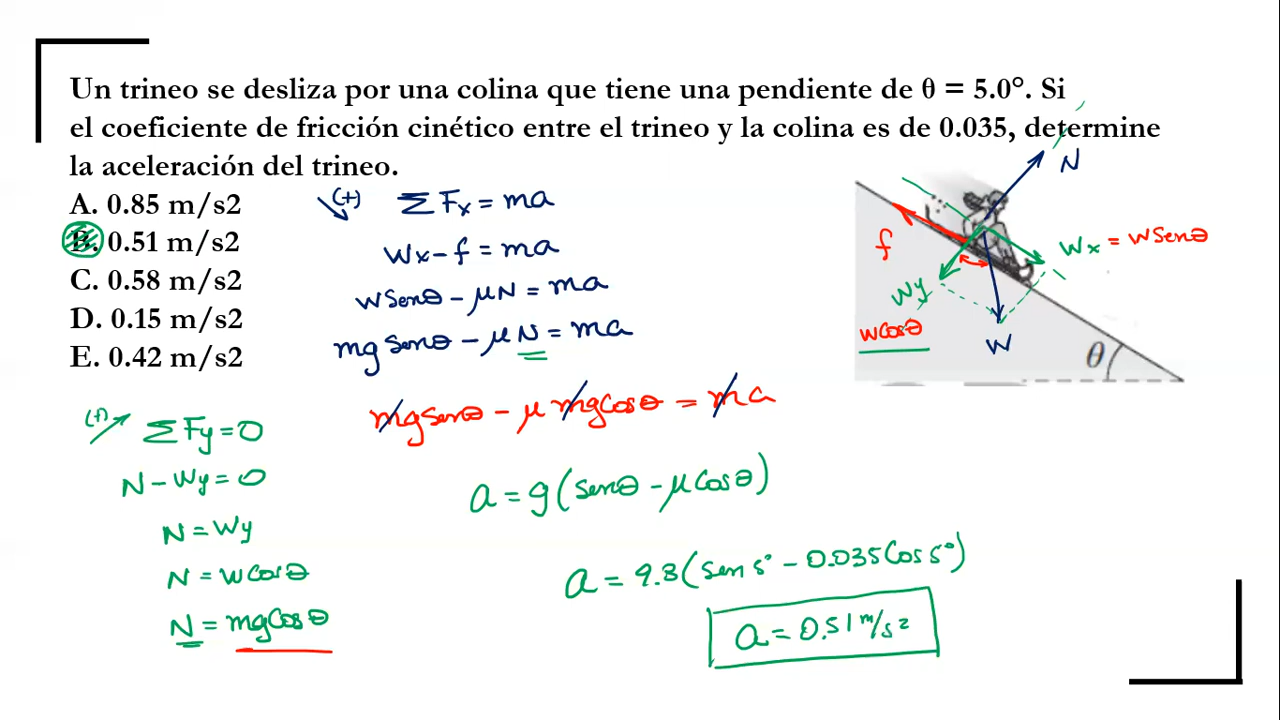 Un trineo se desliza por una colina que tiene una pendiente de θ = 5.0°. Si
el coeficiente de fricción cinético entre el trineo y la colina es de 0.035, determine
la aceleración del trineo.
A. 0.85 m/s2
B. 0.51 m/s2
C. 0.58 m/s2
D. 0.15 m/s2
E. 0.42 m/s2
(+) ΣFx = ma
Wx - f = ma
WSenθ - μN = ma
mg Senθ - μ N = ma
mgSenθ - μ mgCosθ = ma
a = g(Senθ - μCosθ)
a = 9.8(Sen 5° - 0.035Cos 5°)
a = 0.51 m/s²
(+) ΣFy = 0
N - Wy = 0
N = Wy
N = WCosθ
N = mgCosθ
N
f
Wx = WSenθ
Wy
WCosθ
W
θ